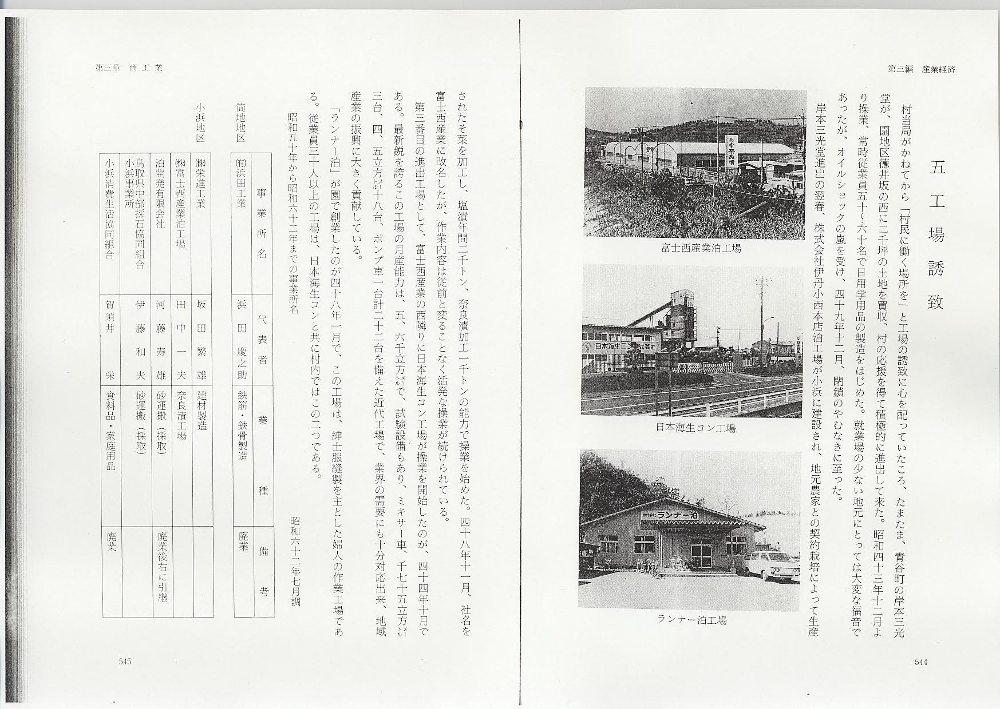 第三編　産業経済
五　工場誘致
村当局がかねてから「村民に働く場所を」と工場の誘致に心を配っていたころ、たまたま、青谷町の岸本三光
堂が、園地区徳井坂の西に二千坪の土地を買収、村の応援を得て積極的に進出して来た。昭和四十三年十二月よ
り操業、常時従業員五十〜六十名で日用学用品の製造をはじめた。就業場の少ない地元にとっては大変な福音で
あったが、オイルショックの嵐を受け、四十九年十二月、閉鎖のやむなきに至った。
岸本三光堂進出の翌春、株式会社伊丹小西本店泊工場が小浜に建設され、地元農家との契約栽培によって生産
白雪奈良漬
富士西産業泊工場
日本海生コン株式会社
日本海生コン工場
株式会社ランナー泊
ランナー泊工場
544
されたそ菜を加工し、塩漬年間二千トン、奈良漬加工一千トンの能力で操業を始めた。四十八年十一月、社名を
富士西産業に改名したが、作業内容は従前と変ることなく活発な操業が続けられている。
第三番目の進出工場として、富士西産業の西隣りに日本海生コン工場が操業を開始したのが、四十四年十月で
ある。最新鋭を誇るこの工場の月産能力は、五、六千立方メートルで、試験設備もあり、ミキサー車、千七十五立方メートル
三台、四、五立方メートル十八台、ポンプ車一台計二十二台を備えた近代工場で、業界の需要にも十分対応出来、地域
産業の振興に大きく貢献している。
「ランナー泊」が園で創業したのが四十八年一月で、この工場は、紳士服縫製を主とした婦人の作業工場であ
る。従業員三十人以上の工場は、日本海生コンと共に村内ではこの二つである。
昭和五十年から昭和六十二年までの事業所名　昭和六十二年七月調
事業所名　代表者　業種　備考
筒地地区　㈲浜田工業　浜田慶之助　鉄筋・鉄骨製造　廃業
小浜地区　㈱栄進工業　坂田繁雄　建材製造
㈱富士西産業泊工場　田中一夫　奈良漬工場
泊開発有限会社　河藤寿雄　砂運搬（採取）　廃業後右に引継
鳥取県中部採石協同組合小浜事業所　伊藤和夫　砂運搬（採取）
小浜消費生活協同組合　賀須井栄　食料品・家庭用品　廃業
第三章　商工業
545